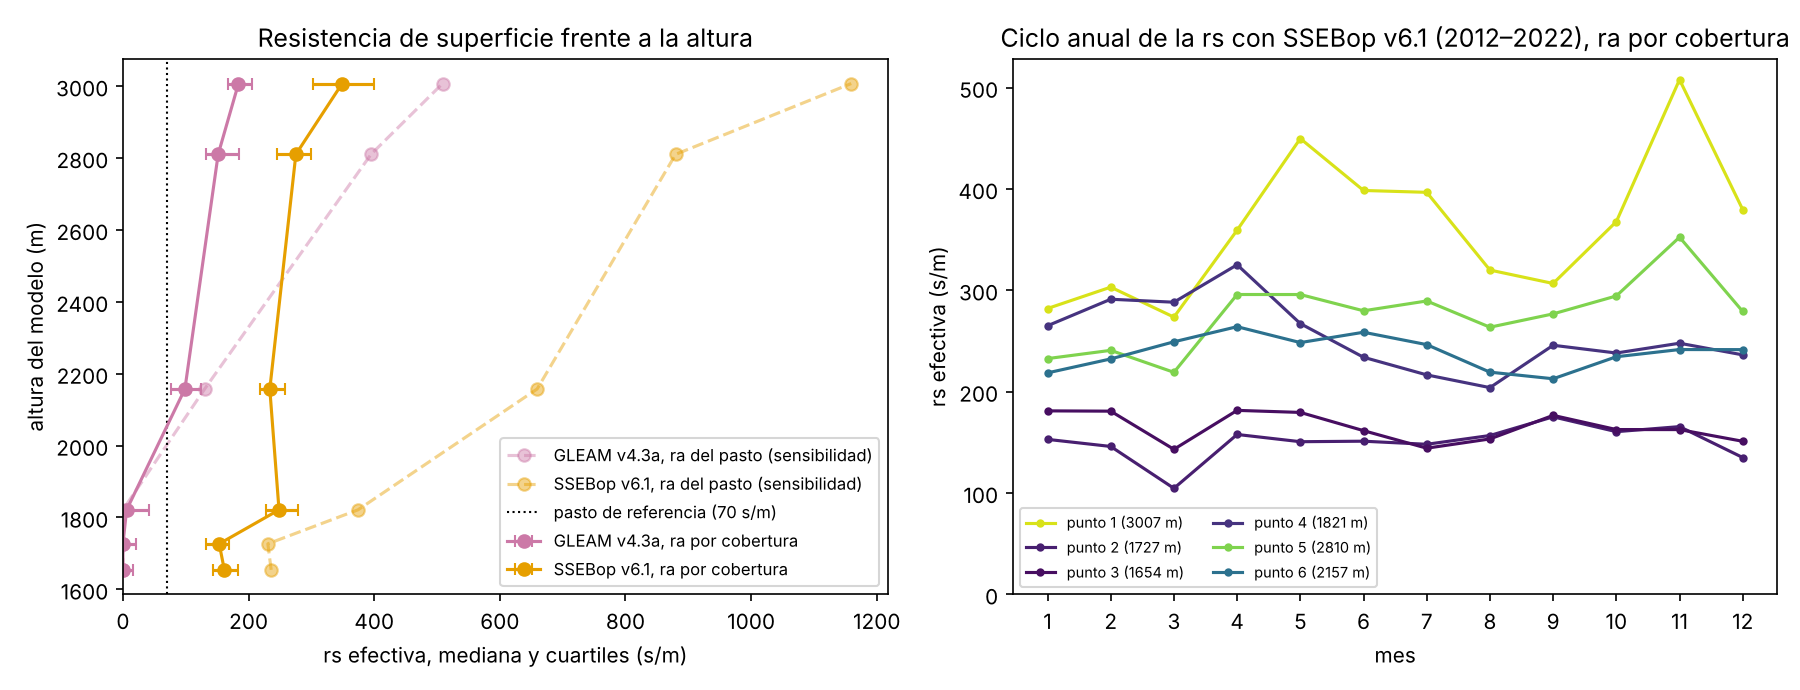 Resistencia de superficie frente a la altura
altura del modelo (m)
3000
2800
2600
2400
2200
2000
1800
1600
0 200 400 600 800 1000 1200
rs efectiva, mediana y cuartiles (s/m)
GLEAM v4.3a, ra del pasto (sensibilidad)
SSEBop v6.1, ra del pasto (sensibilidad)
pasto de referencia (70 s/m)
GLEAM v4.3a, ra por cobertura
SSEBop v6.1, ra por cobertura
Ciclo anual de la rs con SSEBop v6.1 (2012–2022), ra por cobertura
rs efectiva (s/m)
500
400
300
200
100
0
1 2 3 4 5 6 7 8 9 10 11 12
mes
punto 1 (3007 m)
punto 2 (1727 m)
punto 3 (1654 m)
punto 4 (1821 m)
punto 5 (2810 m)
punto 6 (2157 m)